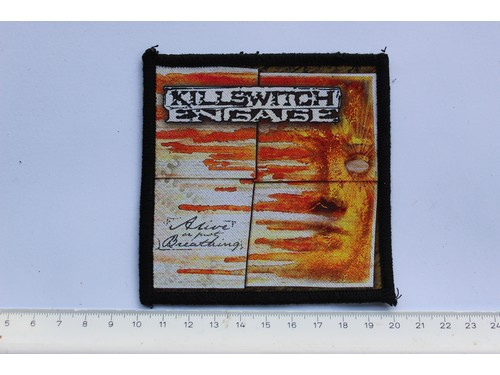 KILLSWITCH
ENGAGE
"Alive"
or just
Breathing
5 6 7 8 9 10 11 12 13 14 15 16 17 18 19 20 21 22 23 24